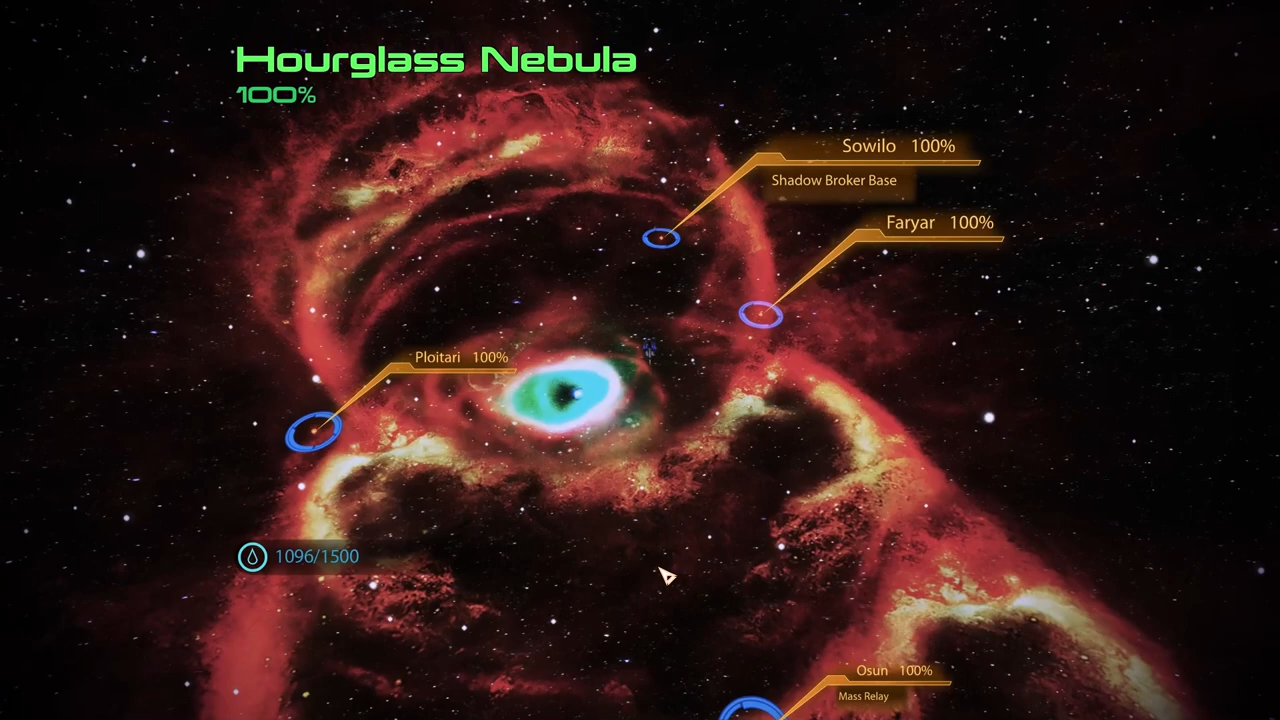 Hourglass Nebula
100%
Sowilo 100%
Shadow Broker Base
Faryar 100%
Ploitari 100%
1096/1500
Osun 100%
Mass Relay